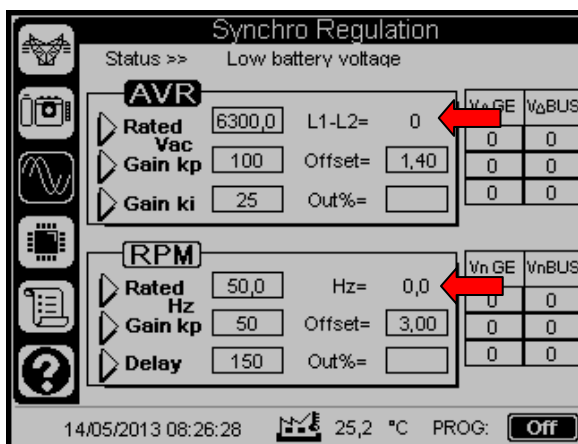 Synchro Regulation
Status >> Low battery voltage
AVR
Rated Vac 6300,0 L1-L2= 0
Gain kp 100 Offset= 1,40
Gain ki 25 Out%=
GE V△BUS
0 0
0 0
0 0
RPM
Rated Hz 50,0 Hz= 0,0
Gain kp 50 Offset= 3,00
Delay 150 Out%=
Vn GE VnBUS
0 0
0 0
0 0
?
14/05/2013 08:26:28 25,2 °C PROG: Off